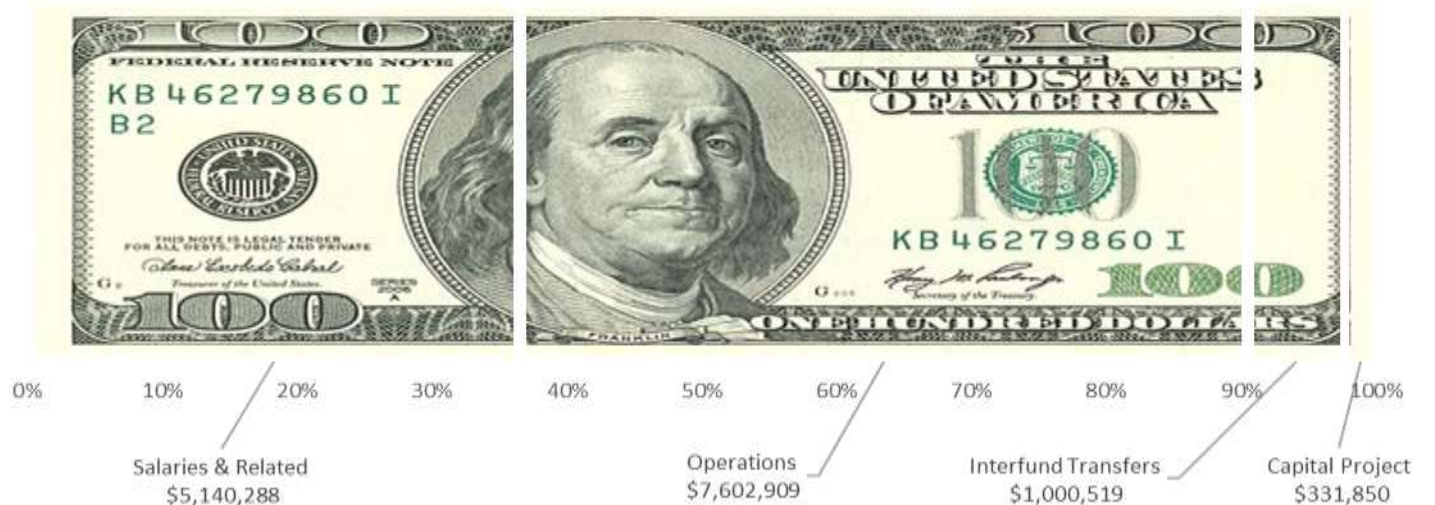 100 100
FEDERAL RESERVE NOTE
THE
UNITED STATES
OF AMERICA
KB 46279860 I
B2
100
THIS NOTE IS LEGAL TENDER
FOR ALL DEBTS, PUBLIC AND PRIVATE
Treasurer of the United States.
SERIES
2006
A
KB 46279860 I
Secretary of the Treasury.
100
100
FRANKLIN
ONE HUNDRED DOLLARS
0% 10% 20% 30% 40% 50% 60% 70% 80% 90% 100%
Salaries & Related
$5,140,288
Operations
$7,602,909
Interfund Transfers
$1,000,519
Capital Project
$331,850